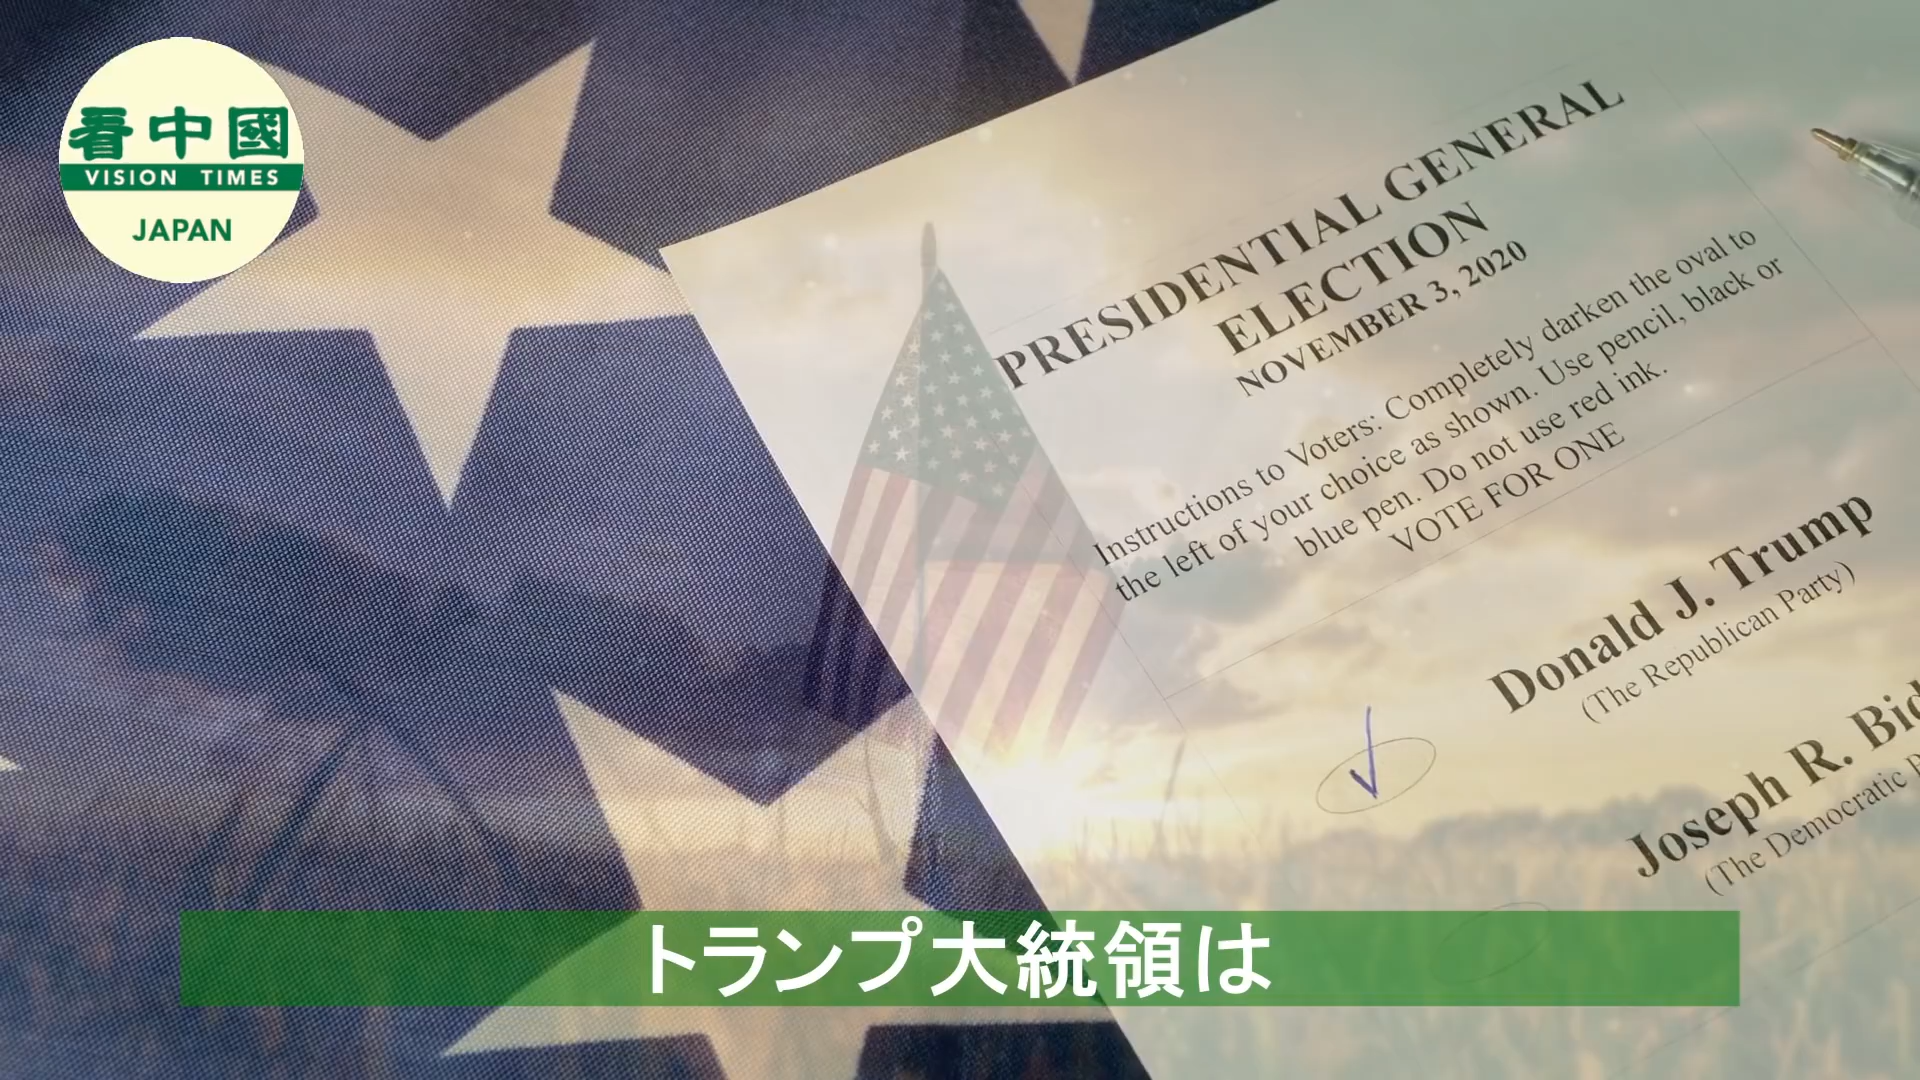 看中國
VISION TIMES
JAPAN
PRESIDENTIAL GENERAL
ELECTION
NOVEMBER 3, 2020
Instructions to Voters: Completely darken the oval to
the left of your choice as shown. Use pencil, black or
blue pen. Do not use red ink.
VOTE FOR ONE
Donald J. Trump
(The Republican Party)
Joseph R.
(The Democratic
トランプ大統領は